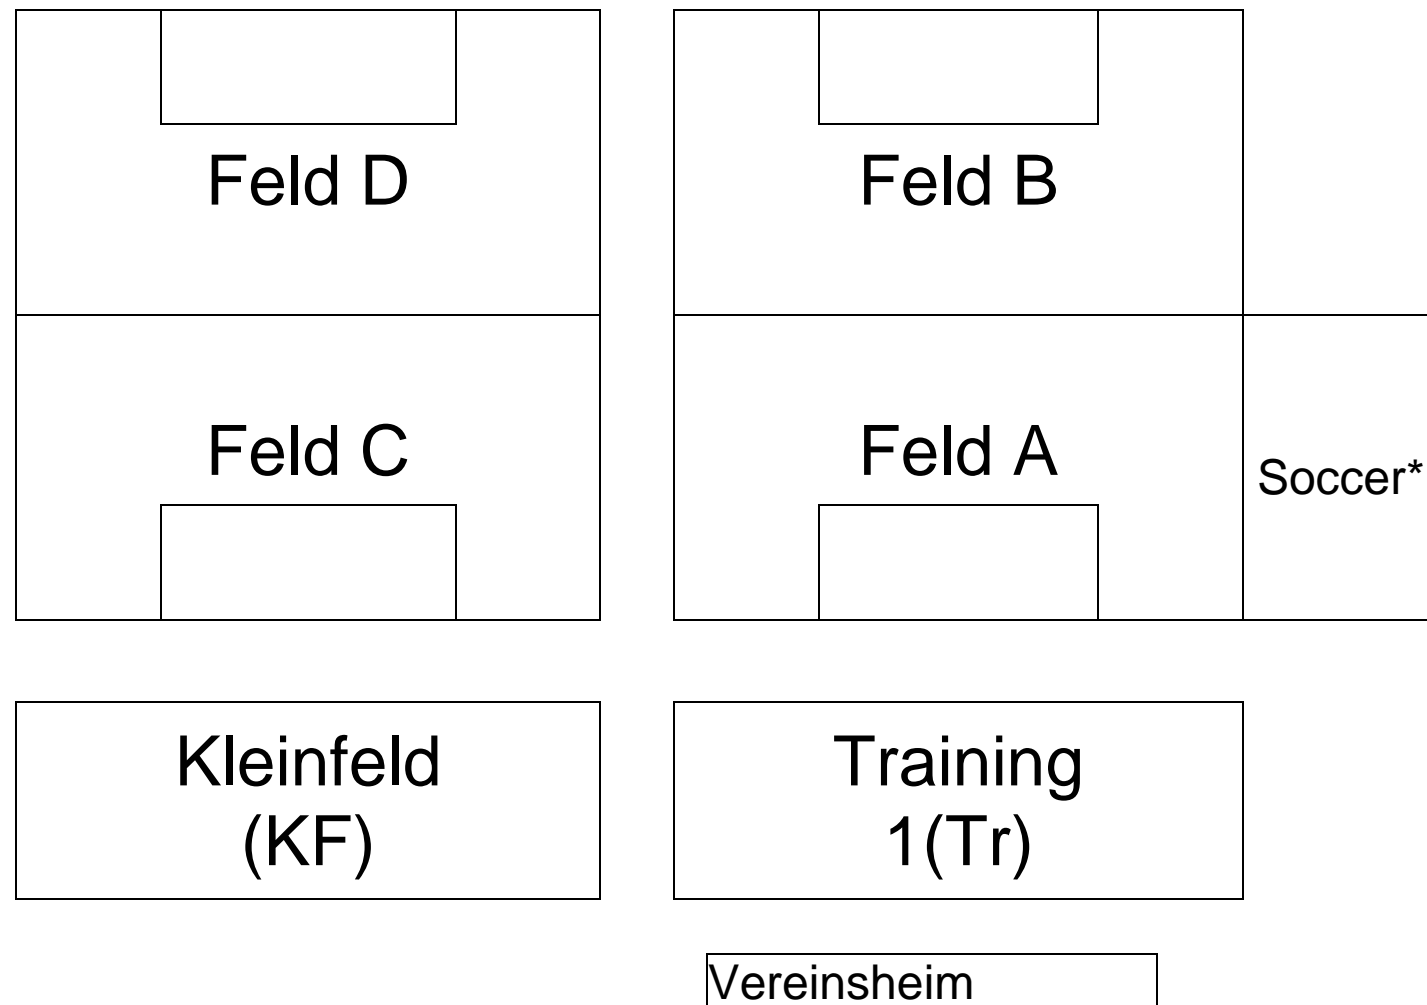 Feld D
Feld B
Feld C
Feld A
Soccer*
Kleinfeld
(KF)
Training
1(Tr)
Vereinsheim